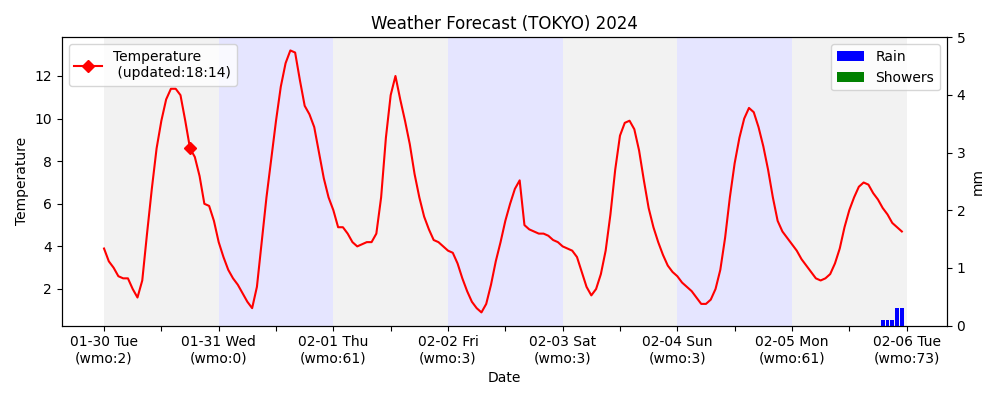 Weather Forecast (TOKYO) 2024
Temperature
(updated:18:14)
Rain
Showers
Temperature
12
10
8
6
4
2
5
4
3
2
1
0
mm
01-30 Tue
(wmo:2)
01-31 Wed
(wmo:0)
02-01 Thu
(wmo:61)
02-02 Fri
(wmo:3)
02-03 Sat
(wmo:3)
02-04 Sun
(wmo:3)
02-05 Mon
(wmo:61)
02-06 Tue
(wmo:73)
Date